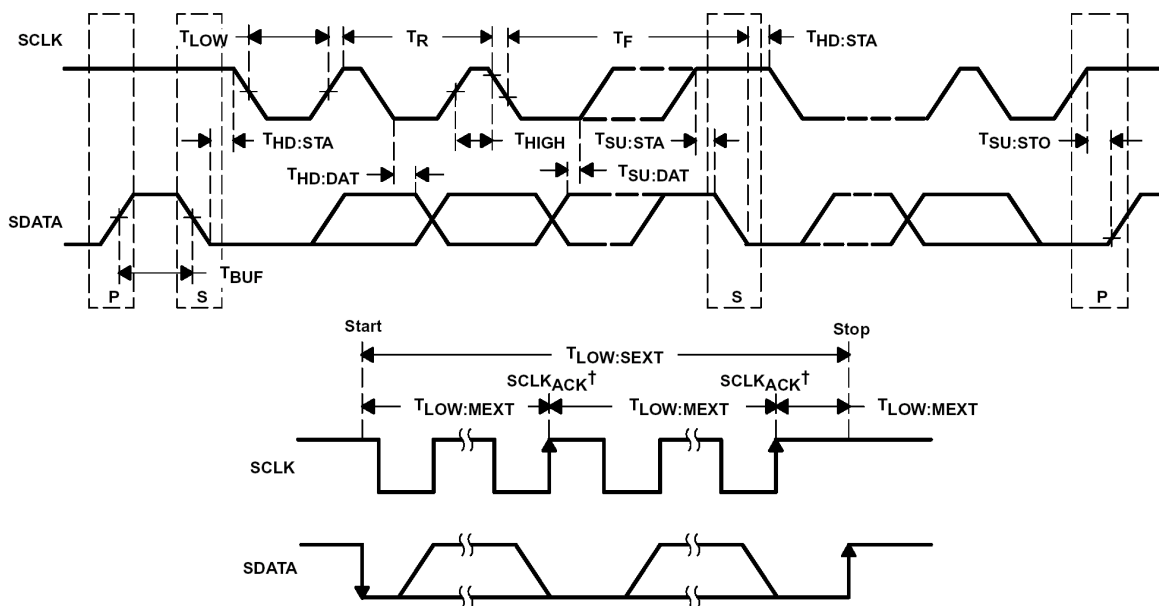 SCLK TLOW TR TF THD:STA
THD:STA THIGH TSU:STA TSU:STO
THD:DAT TSU:DAT
SDATA
TBUF
P S S P
Start Stop
TLOW:SEXT
SCLKACK† SCLKACK†
TLOW:MEXT TLOW:MEXT TLOW:MEXT
SCLK
SDATA